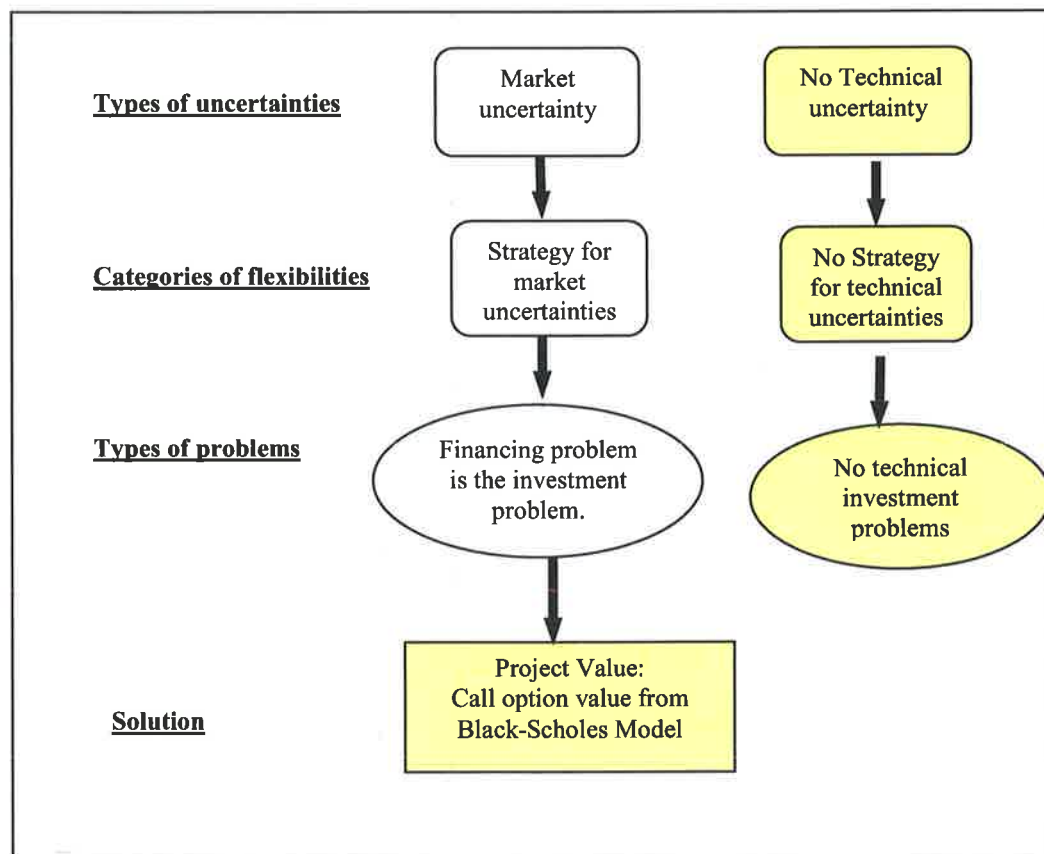 Types of uncertainties
Market
uncertainty
No Technical
uncertainty
Categories of flexibilities
Strategy for
market
uncertainties
No Strategy
for technical
uncertainties
Types of problems
Financing problem
is the investment
problem.
No technical
investment
problems
Solution
Project Value:
Call option value from
Black-Scholes Model